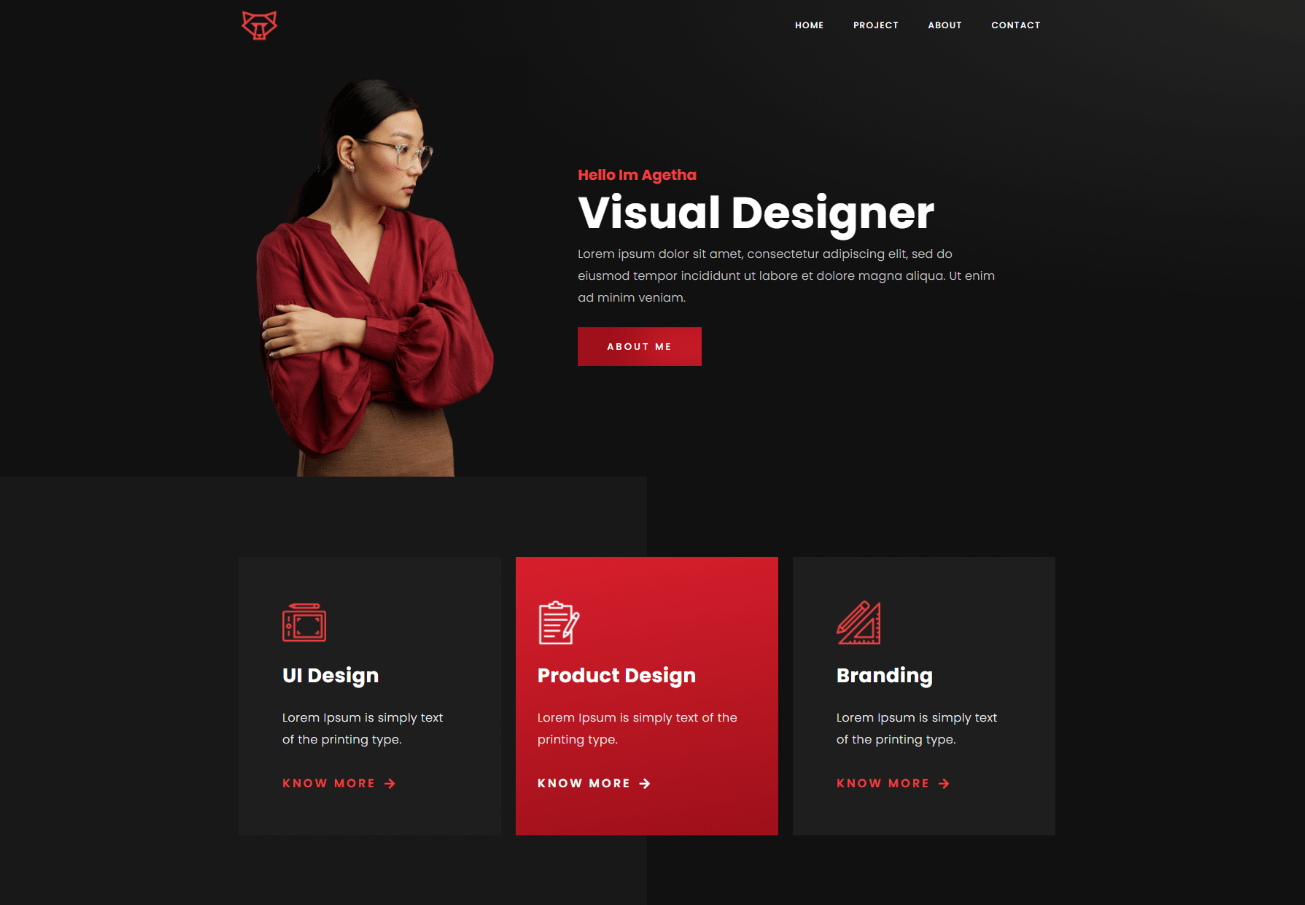 HOME PROJECT ABOUT CONTACT
Hello Im Agetha
Visual Designer
Lorem ipsum dolor sit amet, consectetur adipiscing elit, sed do
eiusmod tempor incididunt ut labore et dolore magna aliqua. Ut enim
ad minim veniam.
ABOUT ME
UI Design
Lorem Ipsum is simply text
of the printing type.
KNOW MORE →
Product Design
Lorem Ipsum is simply text of the
printing type.
KNOW MORE →
Branding
Lorem Ipsum is simply text
of the printing type.
KNOW MORE →